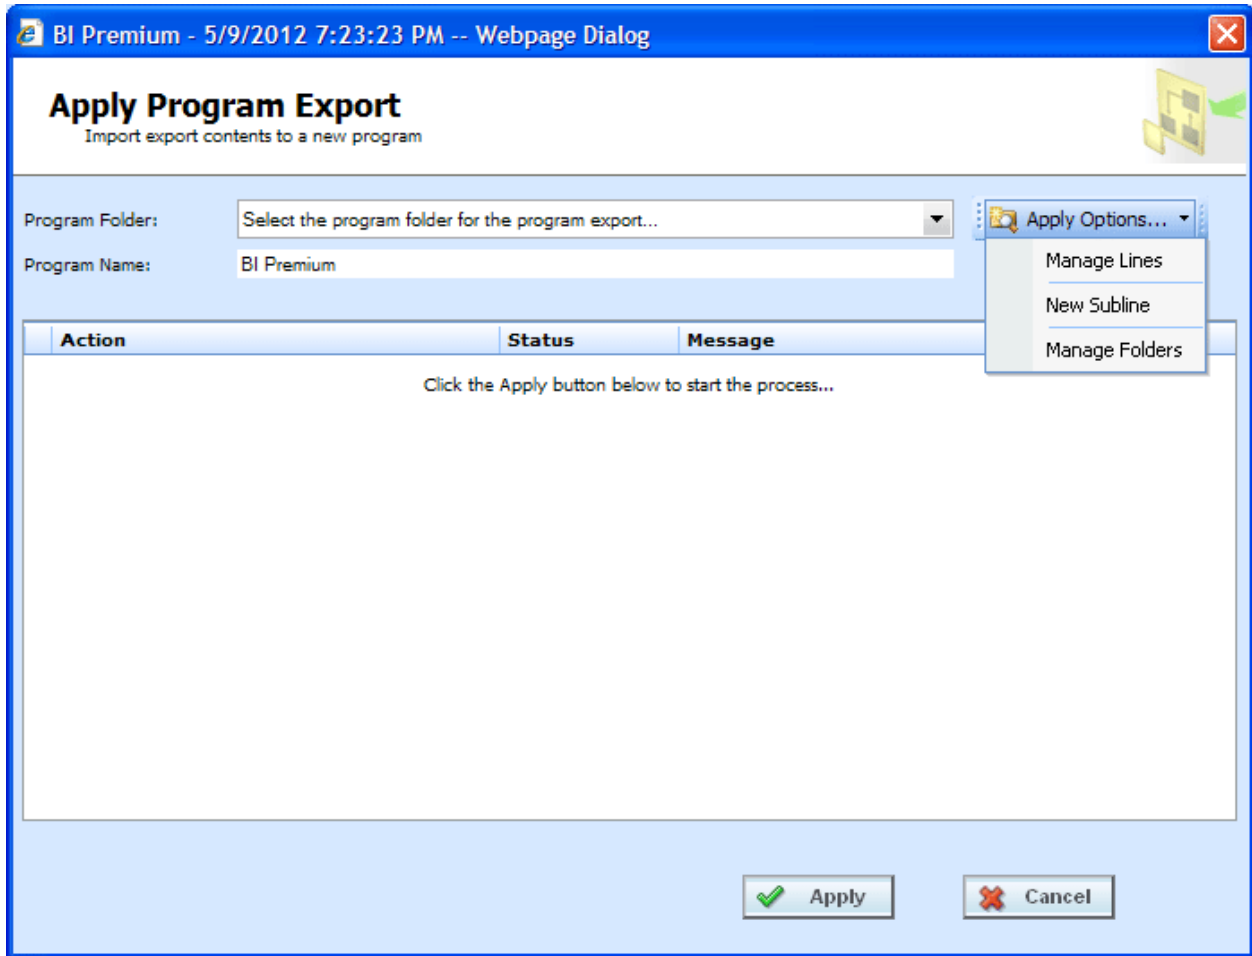 BI Premium - 5/9/2012 7:23:23 PM -- Webpage Dialog
Apply Program Export
Import export contents to a new program
Program Folder:
Select the program folder for the program export...
Apply Options...
Program Name:
BI Premium
Manage Lines
New Subline
Manage Folders
Action Status Message
Click the Apply button below to start the process...
Apply Cancel